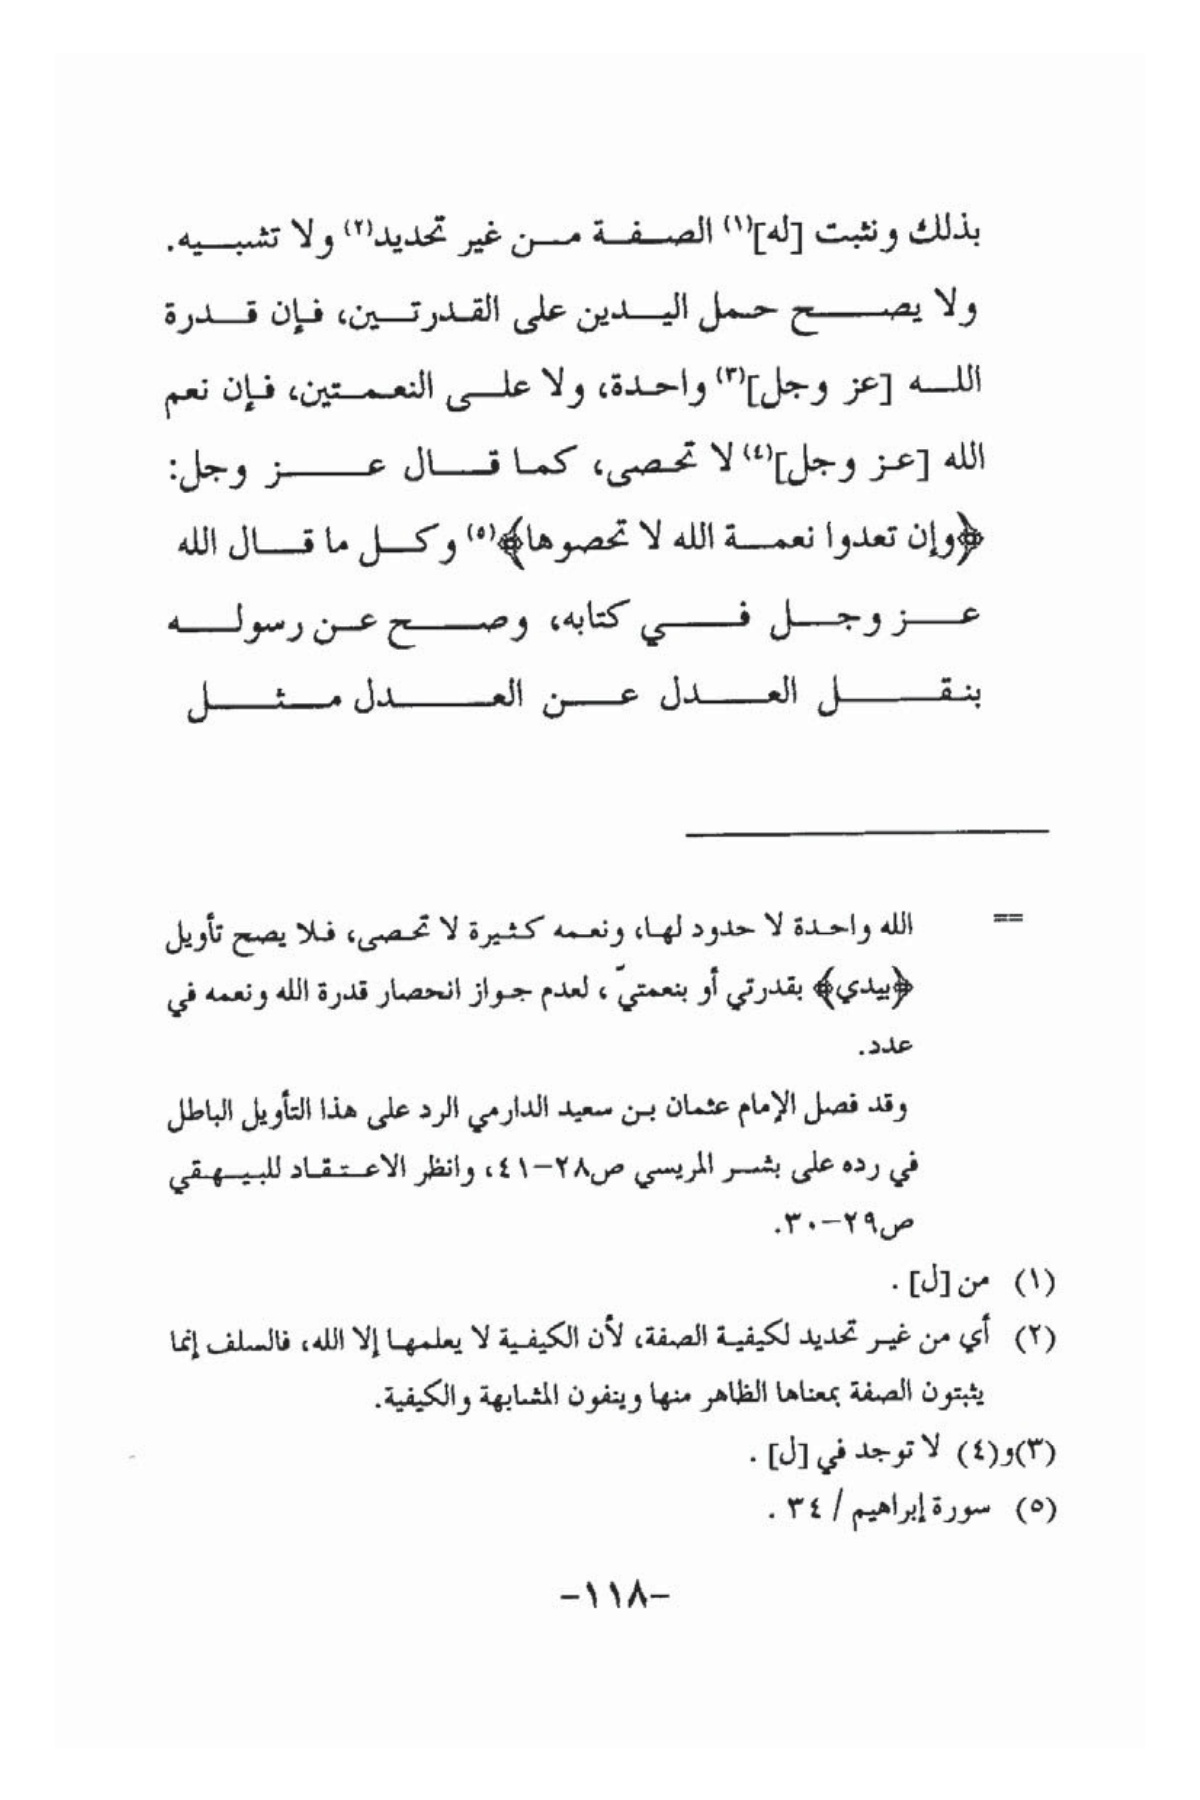 بذلك ونثبت [له](١) الصفة من غير تحديد(٢) ولا تشبيه.
ولا يصح حمل اليدين على القدرتين، فإن قدرة
الله [عز وجل](٣) واحدة، ولا على النعمتين، فإن نعم
الله [عز وجل](٤) لا تحصى، كما قال عز وجل:
﴿وإن تعدوا نعمة الله لا تحصوها﴾(٥) وكل ما قال الله
عز وجل في كتابه، وصح عن رسوله
بنقل العدل عن العدل مثل
== الله واحدة لا حدود لها، ونعمه كثيرة لا تحصى، فلا يصح تأويل
﴿بيدي﴾ بقدرتي أو بنعمتيّ، لعدم جواز انحصار قدرة الله ونعمه في
عدد.
وقد فصل الإمام عثمان بن سعيد الدارمي الرد على هذا التأويل الباطل
في رده على بشر المريسي ص٢٨-٤١، وانظر الاعتقاد للبيهقي
ص٢٩-٣٠.
(١) من [ل].
(٢) أي من غير تحديد لكيفية الصفة، لأن الكيفية لا يعلمها إلا الله، فالسلف إنما
يثبتون الصفة بمعناها الظاهر منها وينفون المشابهة والكيفية.
(٣)و(٤) لا توجد في [ل].
(٥) سورة إبراهيم / ٣٤.
-١١٨-